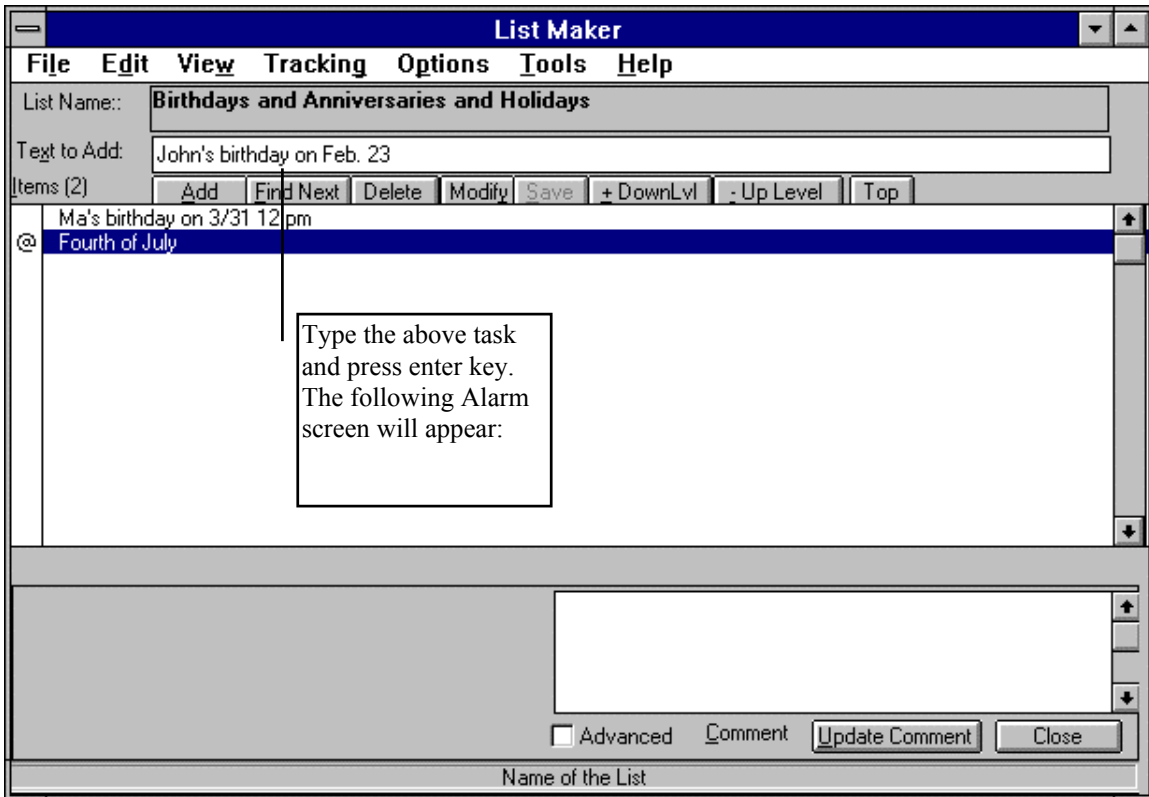 List Maker
File Edit View Tracking Options Tools Help
List Name:: Birthdays and Anniversaries and Holidays
Text to Add: John's birthday on Feb. 23
Items (2) Add Find Next Delete Modify Save + DownLvl - Up Level Top
Ma's birthday on 3/31 12 pm
@ Fourth of July
Type the above task
and press enter key.
The following Alarm
screen will appear:
Advanced Comment Update Comment Close
Name of the List